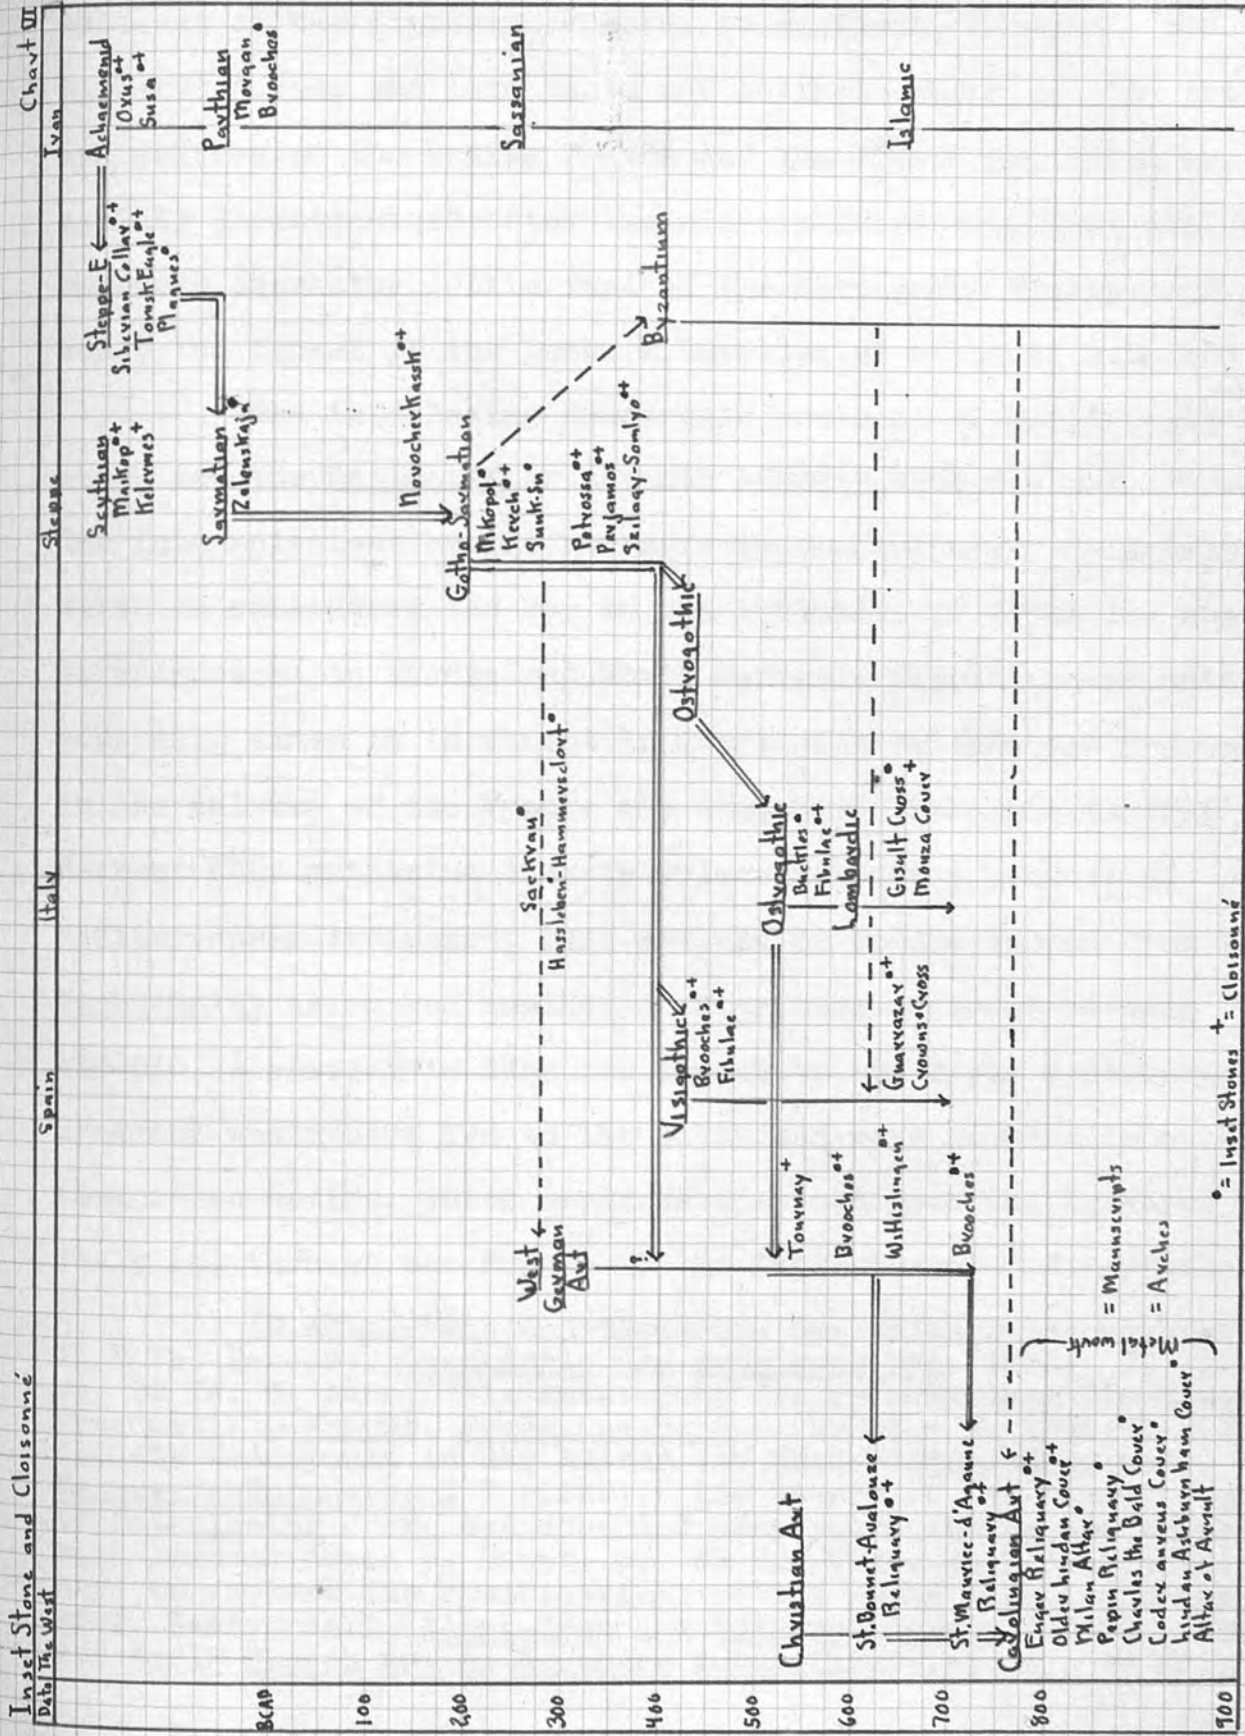 Chart VI
Inset Stone and Cloisonné
Date
The West
Spain
Italy
Steppe
Iran
BCAD
100
200
300
400
500
600
700
800
900
Achaemenid
Oxus•+
Susa•+
Parthian
Morgan
Brooches•
Sassanian
Islamic
Steppe-E
Siberian Collar•+
Tomsk Eagle•+
Plaques•
Scythian
Maikop•+
Kelermes+
Sarmatian
Zalenskaja•
Novocherkassk•+
Gotho-Sarmatian
Nikopol•
Kerch•+
Sunk-Su•
Petrossa•+
Perjamos•+
Szilagy-Somlyo•+
Byzantium
Ostrogothic
Sackrau•
Hassleben-Hammersdorf•
Ostrogothic
Buckles•
Fibulae•+
Lombardic
Gisulf Cross•
Monza Cover+
Visigothic
Brooches•+
Fibulae•+
Guarrazar•+
Crowns+Cross
West
German
Art
?
Tournay+
Brooches•+
Wittislingen•+
Brooches•+
Christian Art
St. Bonnet-Avalouze
Reliquary•+
St. Maurice-d'Agaune
Reliquary•+
Carolingian Art
Enger Reliquary•+
Older Lindau Cover•+
Milan Altar•
Pepin Reliquary•
Charles the Bald Cover•
Codex aureus Cover•
Lindau Ashburnham Cover•
Altar of Arnulf
Metal work
= Manuscripts
= Arches
• = Inset Stones + = Cloisonné